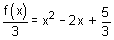 f(x)/3 = x² − 2x + 5/3